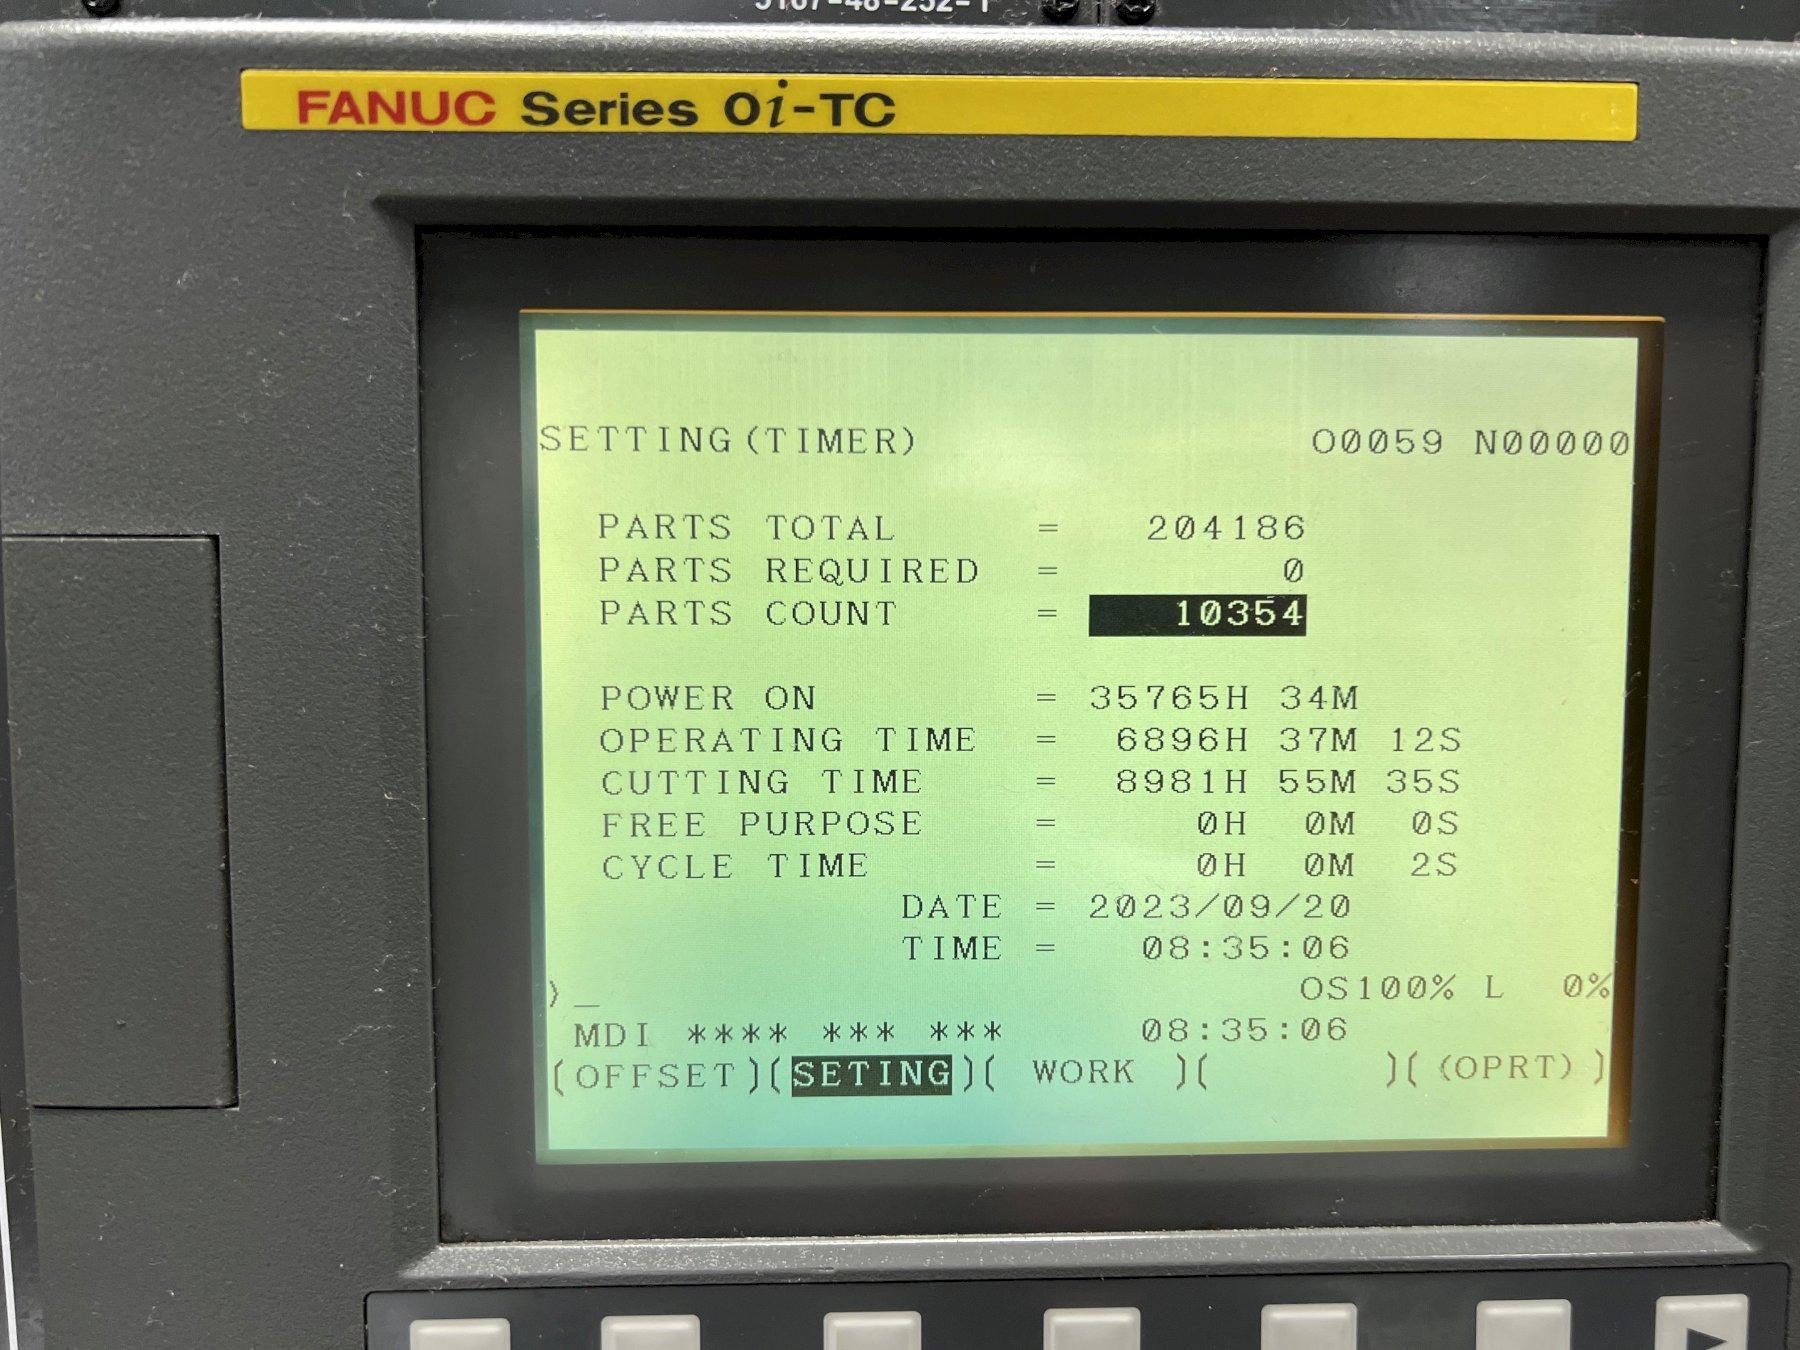 FANUC Series 0i-TC
SETTING(TIMER) O0059 N00000
PARTS TOTAL = 204186
PARTS REQUIRED = 0
PARTS COUNT = 10354
POWER ON = 35765H 34M
OPERATING TIME = 6896H 37M 12S
CUTTING TIME = 8981H 55M 35S
FREE PURPOSE = 0H 0M 0S
CYCLE TIME = 0H 0M 2S
DATE = 2023/09/20
TIME = 08:35:06
)_ OS100% L 0%
MDI **** *** *** 08:35:06
(OFFSET)(SETING)( WORK )( )((OPRT))